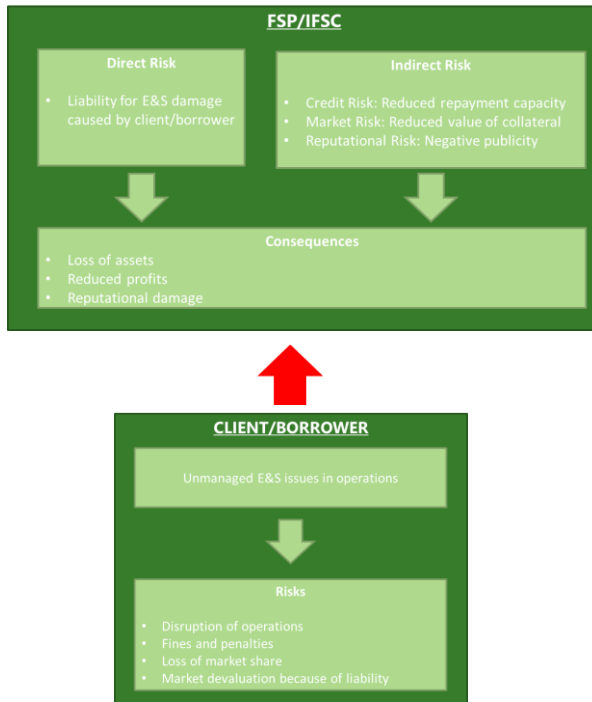 FSP/IFSC
Direct Risk
• Liability for E&S damage
caused by client/borrower
Indirect Risk
• Credit Risk: Reduced repayment capacity
• Market Risk: Reduced value of collateral
• Reputational Risk: Negative publicity
Consequences
• Loss of assets
• Reduced profits
• Reputational damage
CLIENT/BORROWER
Unmanaged E&S issues in operations
Risks
• Disruption of operations
• Fines and penalties
• Loss of market share
• Market devaluation because of liability